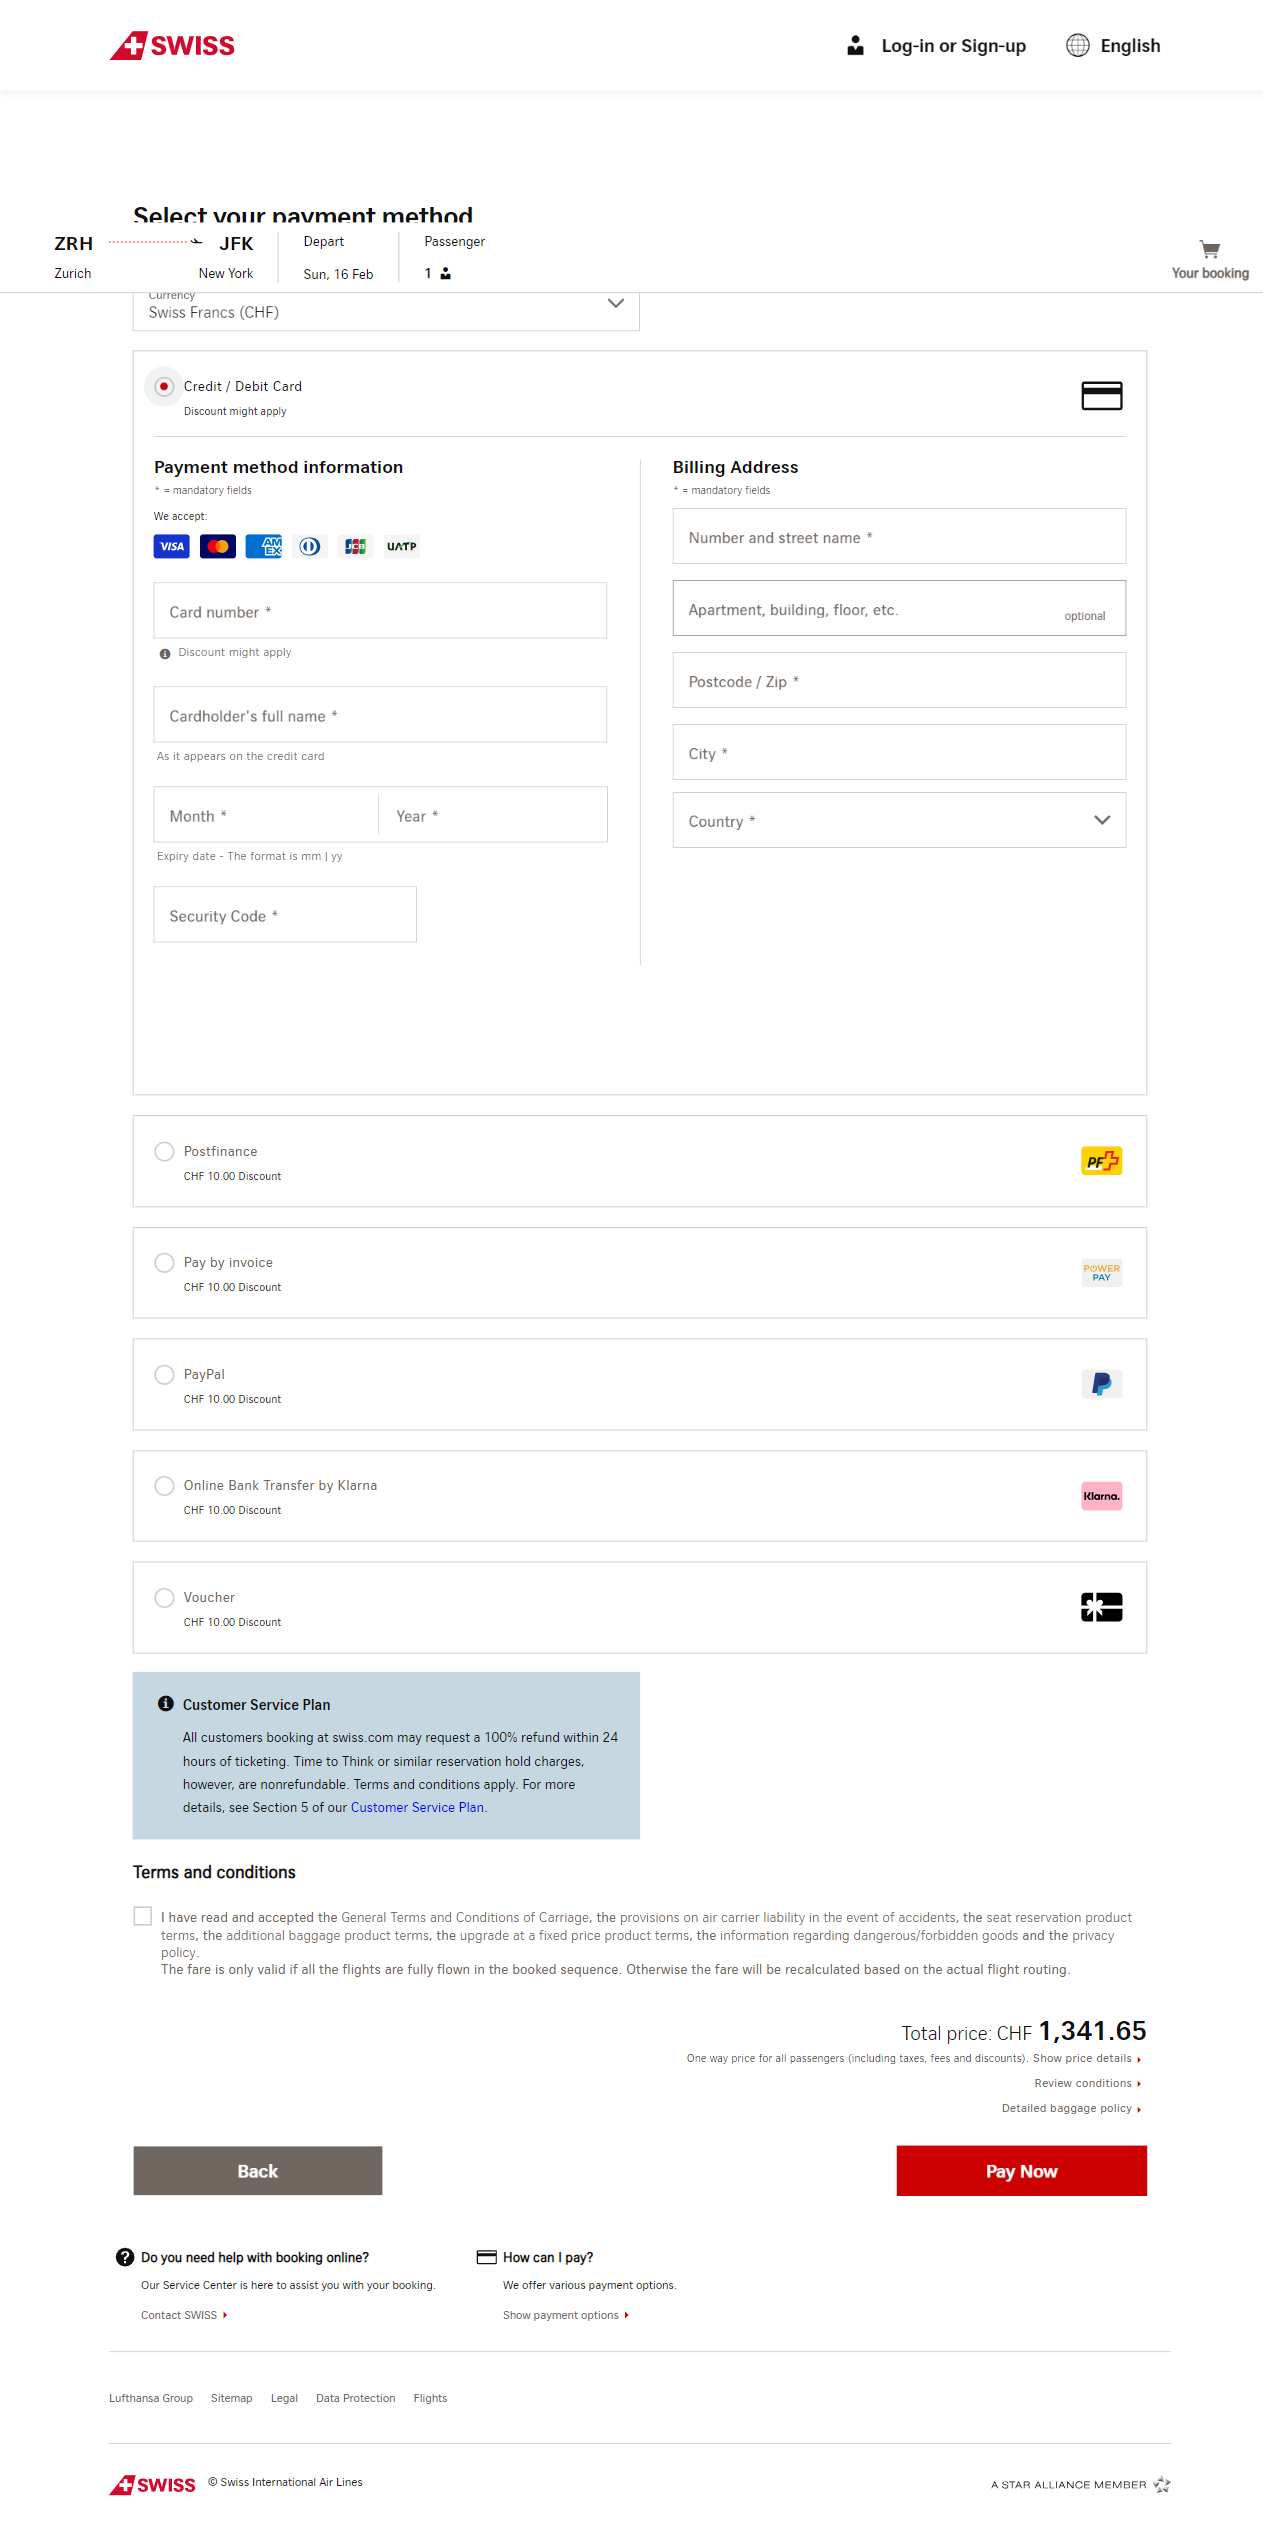 SWISS
Log-in or Sign-up
English
Select your payment method
ZRH
JFK
Depart
Passenger
Zurich
New York
Sun, 16 Feb
1
Your booking
Currency
Swiss Francs (CHF)
Credit / Debit Card
Discount might apply
Payment method information
* = mandatory fields
We accept:
VISA
AM EX
JCB
UATP
Card number *
Discount might apply
Cardholder's full name *
As it appears on the credit card
Month *
Year *
Expiry date - The format is mm | yy
Security Code *
Billing Address
* = mandatory fields
Number and street name *
Apartment, building, floor, etc.
optional
Postcode / Zip *
City *
Country *
Postfinance
CHF 10.00 Discount
PF
Pay by invoice
CHF 10.00 Discount
POWER
PAY
PayPal
CHF 10.00 Discount
Online Bank Transfer by Klarna
CHF 10.00 Discount
Klarna.
Voucher
CHF 10.00 Discount
Customer Service Plan
All customers booking at swiss.com may request a 100% refund within 24
hours of ticketing. Time to Think or similar reservation hold charges,
however, are nonrefundable. Terms and conditions apply. For more
details, see Section 5 of our Customer Service Plan.
Terms and conditions
I have read and accepted the General Terms and Conditions of Carriage, the provisions on air carrier liability in the event of accidents, the seat reservation product
terms, the additional baggage product terms, the upgrade at a fixed price product terms, the information regarding dangerous/forbidden goods and the privacy
policy.
The fare is only valid if all the flights are fully flown in the booked sequence. Otherwise the fare will be recalculated based on the actual flight routing.
Total price: CHF 1,341.65
One way price for all passengers (including taxes, fees and discounts). Show price details
Review conditions
Detailed baggage policy
Back
Pay Now
Do you need help with booking online?
Our Service Center is here to assist you with your booking.
Contact SWISS
How can I pay?
We offer various payment options.
Show payment options
Lufthansa Group
Sitemap
Legal
Data Protection
Flights
SWISS
© Swiss International Air Lines
A STAR ALLIANCE MEMBER